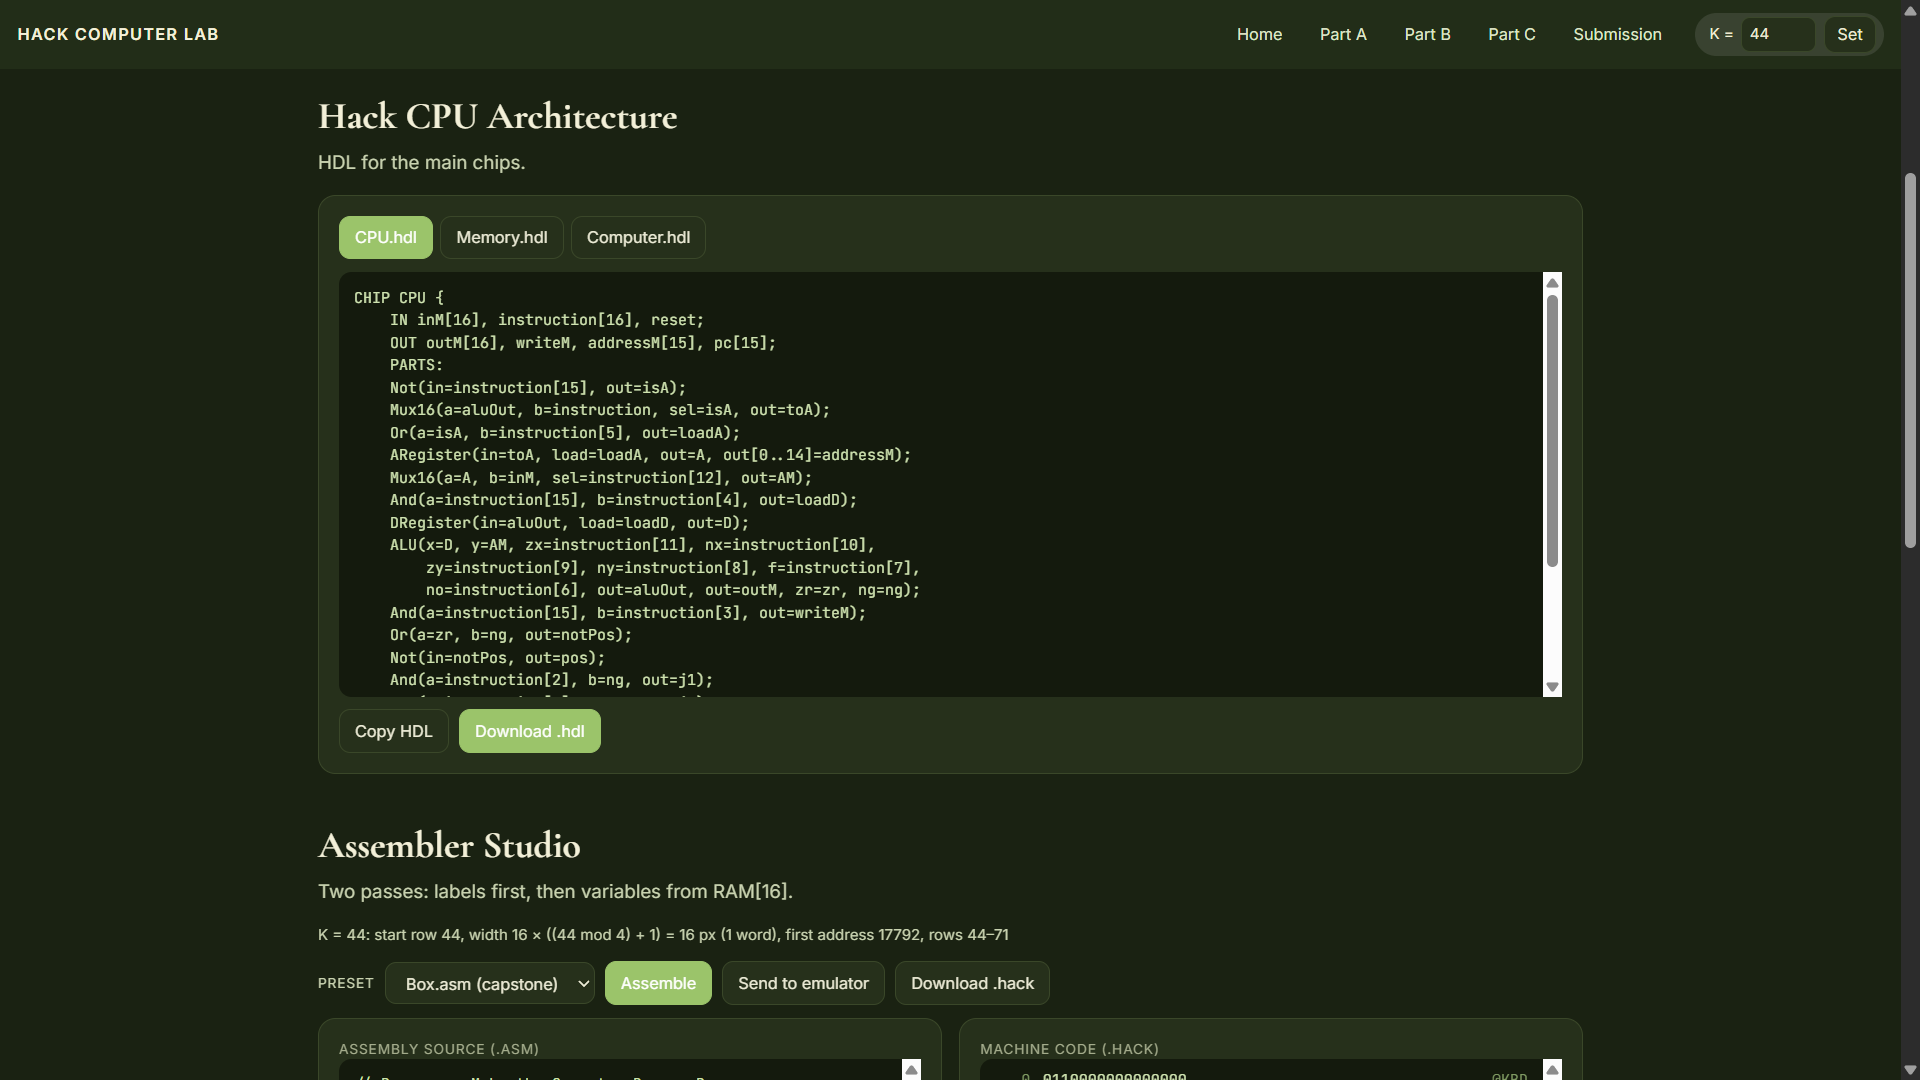 HACK COMPUTER LAB
Home Part A Part B Part C Submission K = 44 Set
Hack CPU Architecture
HDL for the main chips.
CPU.hdl Memory.hdl Computer.hdl
CHIP CPU {
    IN inM[16], instruction[16], reset;
    OUT outM[16], writeM, addressM[15], pc[15];
    PARTS:
    Not(in=instruction[15], out=isA);
    Mux16(a=aluOut, b=instruction, sel=isA, out=toA);
    Or(a=isA, b=instruction[5], out=loadA);
    ARegister(in=toA, load=loadA, out=A, out[0..14]=addressM);
    Mux16(a=A, b=inM, sel=instruction[12], out=AM);
    And(a=instruction[15], b=instruction[4], out=loadD);
    DRegister(in=aluOut, load=loadD, out=D);
    ALU(x=D, y=AM, zx=instruction[11], nx=instruction[10],
        zy=instruction[9], ny=instruction[8], f=instruction[7],
        no=instruction[6], out=aluOut, out=outM, zr=zr, ng=ng);
    And(a=instruction[15], b=instruction[3], out=writeM);
    Or(a=zr, b=ng, out=notPos);
    Not(in=notPos, out=pos);
    And(a=instruction[2], b=ng, out=j1);
Copy HDL Download .hdl
Assembler Studio
Two passes: labels first, then variables from RAM[16].
K = 44: start row 44, width 16 × ((44 mod 4) + 1) = 16 px (1 word), first address 17792, rows 44–71
PRESET Box.asm (capstone) Assemble Send to emulator Download .hack
ASSEMBLY SOURCE (.ASM)
MACHINE CODE (.HACK)
0 0110000000000000 @KBD